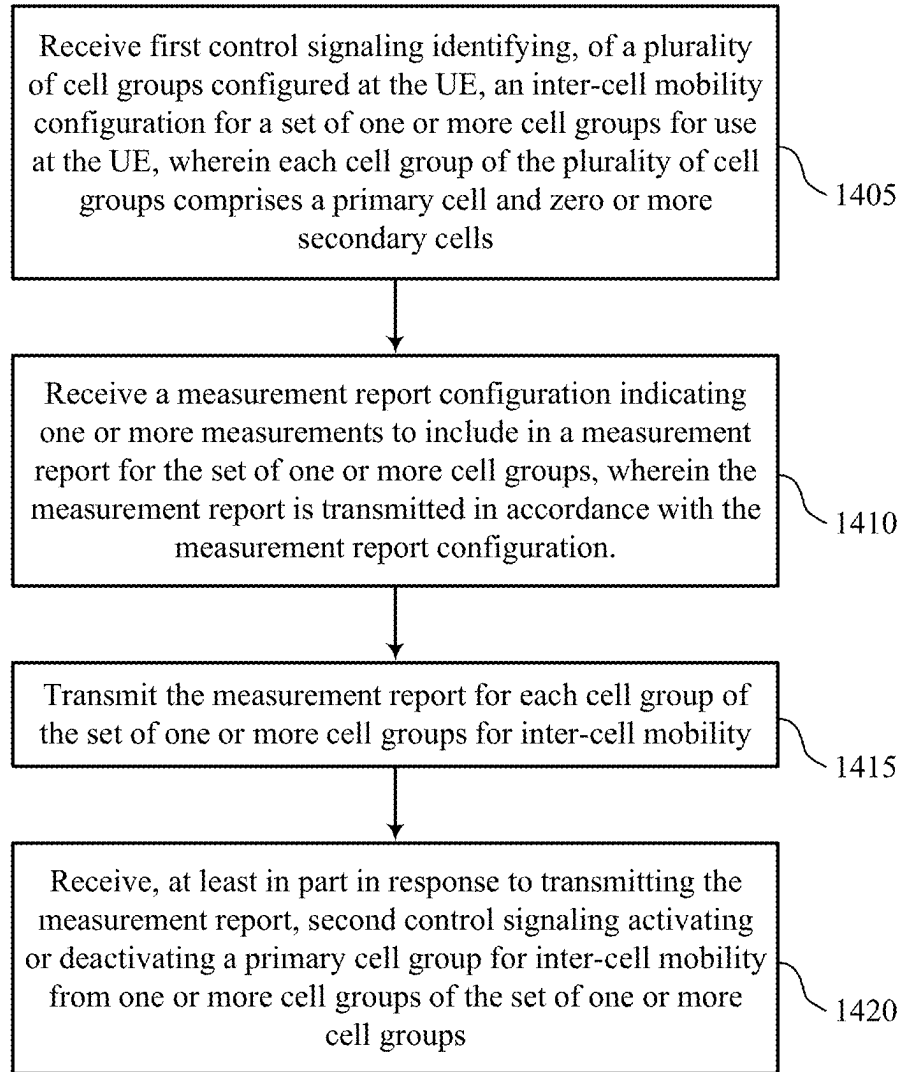 Receive first control signaling identifying, of a plurality
of cell groups configured at the UE, an inter-cell mobility
configuration for a set of one or more cell groups for use
at the UE, wherein each cell group of the plurality of cell
groups comprises a primary cell and zero or more
secondary cells
1405
Receive a measurement report configuration indicating
one or more measurements to include in a measurement
report for the set of one or more cell groups, wherein the
measurement report is transmitted in accordance with the
measurement report configuration.
1410
Transmit the measurement report for each cell group of
the set of one or more cell groups for inter-cell mobility
1415
Receive, at least in part in response to transmitting the
measurement report, second control signaling activating
or deactivating a primary cell group for inter-cell mobility
from one or more cell groups of the set of one or more
cell groups
1420